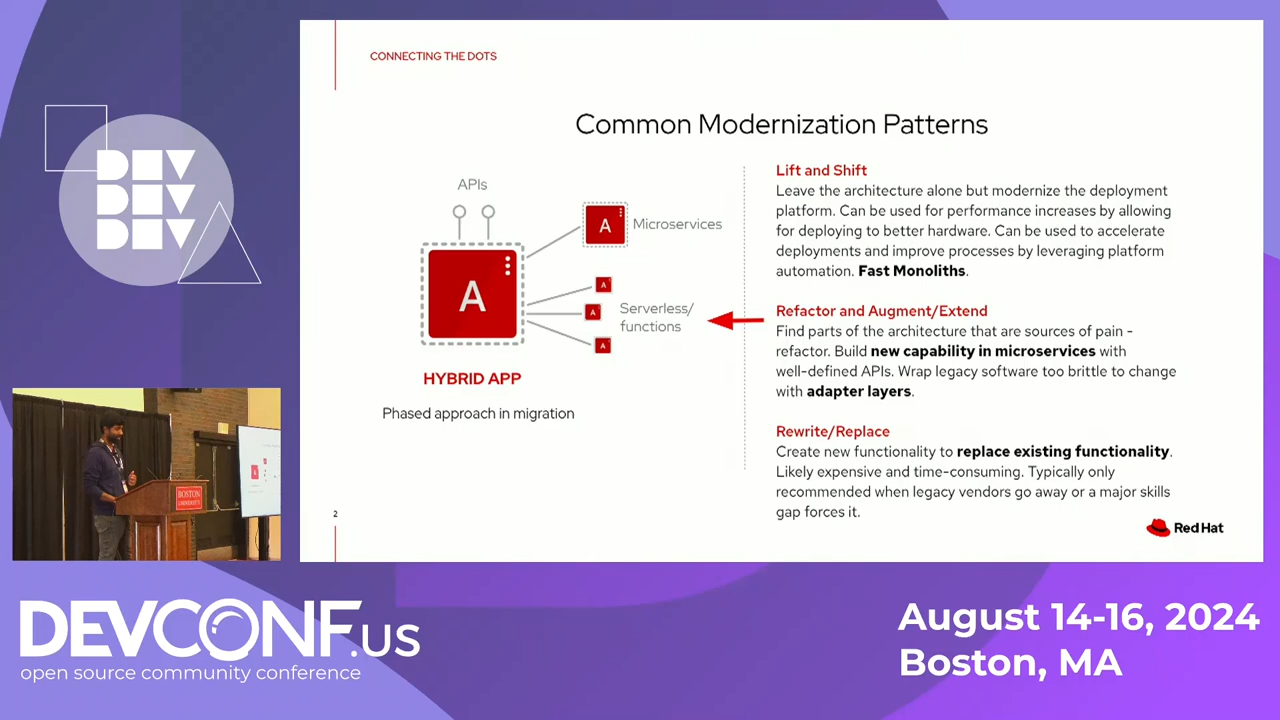 CONNECTING THE DOTS
Common Modernization Patterns
APIs
A
Microservices
A
A
A
A
Serverless/
functions
HYBRID APP
Phased approach in migration
Lift and Shift
Leave the architecture alone but modernize the deployment
platform. Can be used for performance increases by allowing
for deploying to better hardware. Can be used to accelerate
deployments and improve processes by leveraging platform
automation. Fast Monoliths.
Refactor and Augment/Extend
Find parts of the architecture that are sources of pain -
refactor. Build new capability in microservices with
well-defined APIs. Wrap legacy software too brittle to change
with adapter layers.
Rewrite/Replace
Create new functionality to replace existing functionality.
Likely expensive and time-consuming. Typically only
recommended when legacy vendors go away or a major skills
gap forces it.
2
Red Hat
DEV
DEV
DEV
BOSTON
UNIVERSITY
DEVCONF.US
open source community conference
August 14-16, 2024
Boston, MA